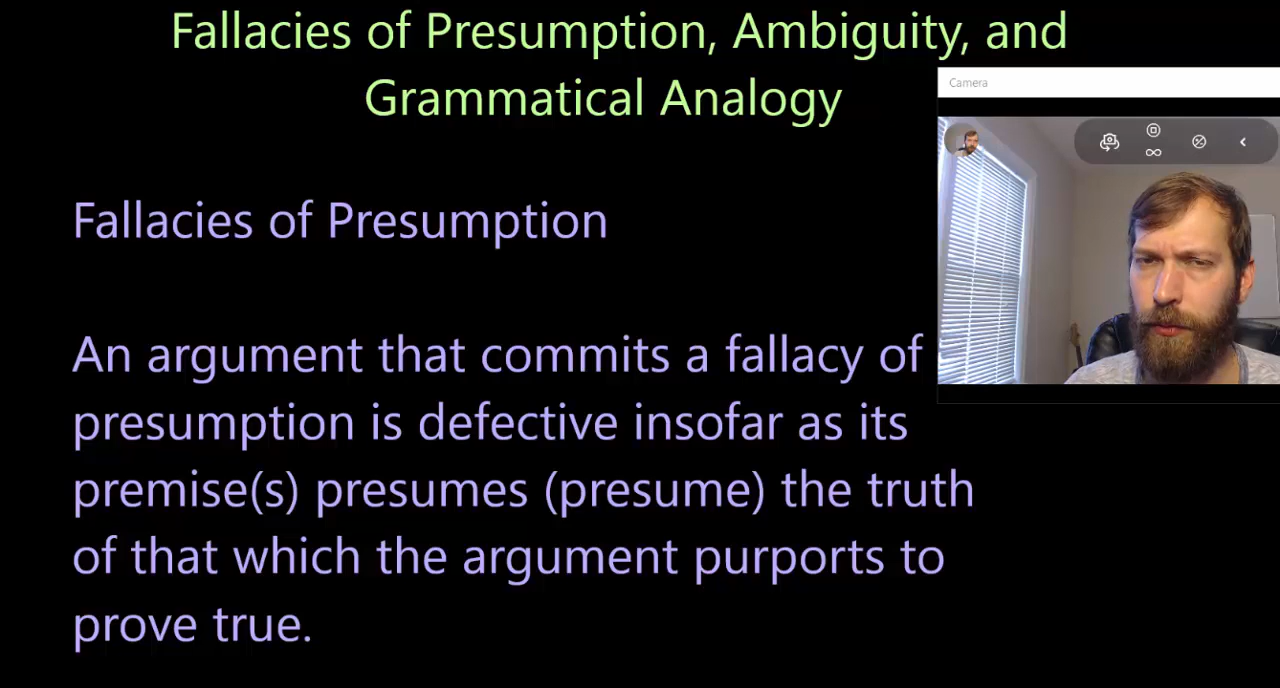 Fallacies of Presumption, Ambiguity, and
Grammatical Analogy
Camera
Fallacies of Presumption
An argument that commits a fallacy of
presumption is defective insofar as its
premise(s) presumes (presume) the truth
of that which the argument purports to
prove true.